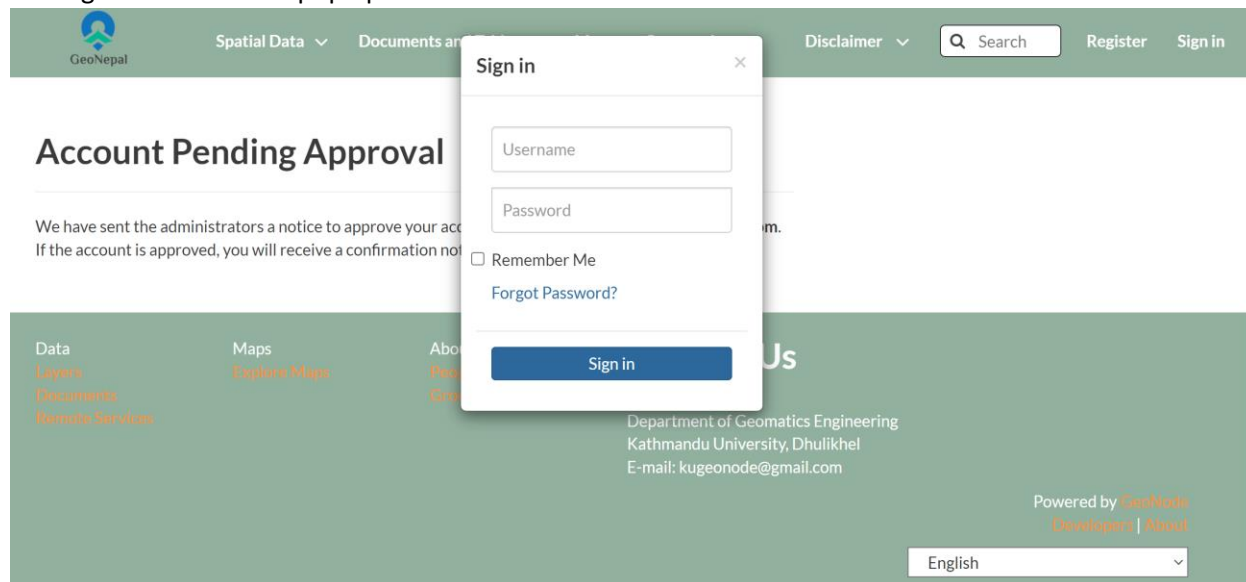 GeoNepal
Spatial Data
Documents an
Disclaimer
Search
Register
Sign in
Sign in
×
Username
Password
Remember Me
Forgot Password?
Sign in
Account Pending Approval
We have sent the administrators a notice to approve your acc
m.
If the account is approved, you will receive a confirmation not
Data
Layers
Documents
Remote Services
Maps
Explore Maps
Abou
Peo
Gro
Us
Department of Geomatics Engineering
Kathmandu University, Dhulikhel
E-mail: kugeonode@gmail.com
Powered by GeoNode
Developers | About
English